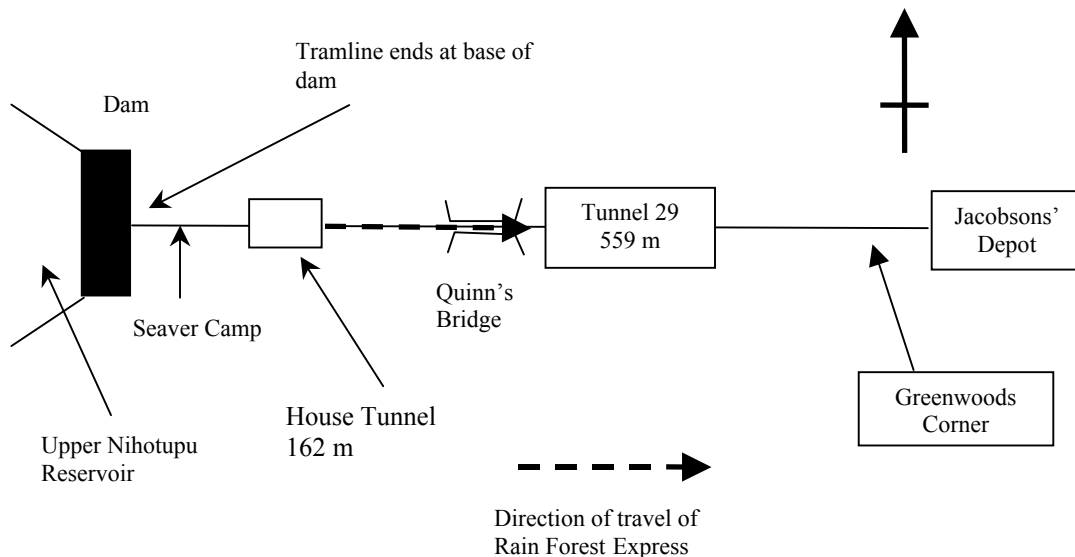 Tramline ends at base of
dam
Dam
Tunnel 29
559 m
Jacobsons’
Depot
Quinn’s
Bridge
Seaver Camp
House Tunnel
162 m
Greenwoods
Corner
Upper Nihotupu
Reservoir
Direction of travel of
Rain Forest Express